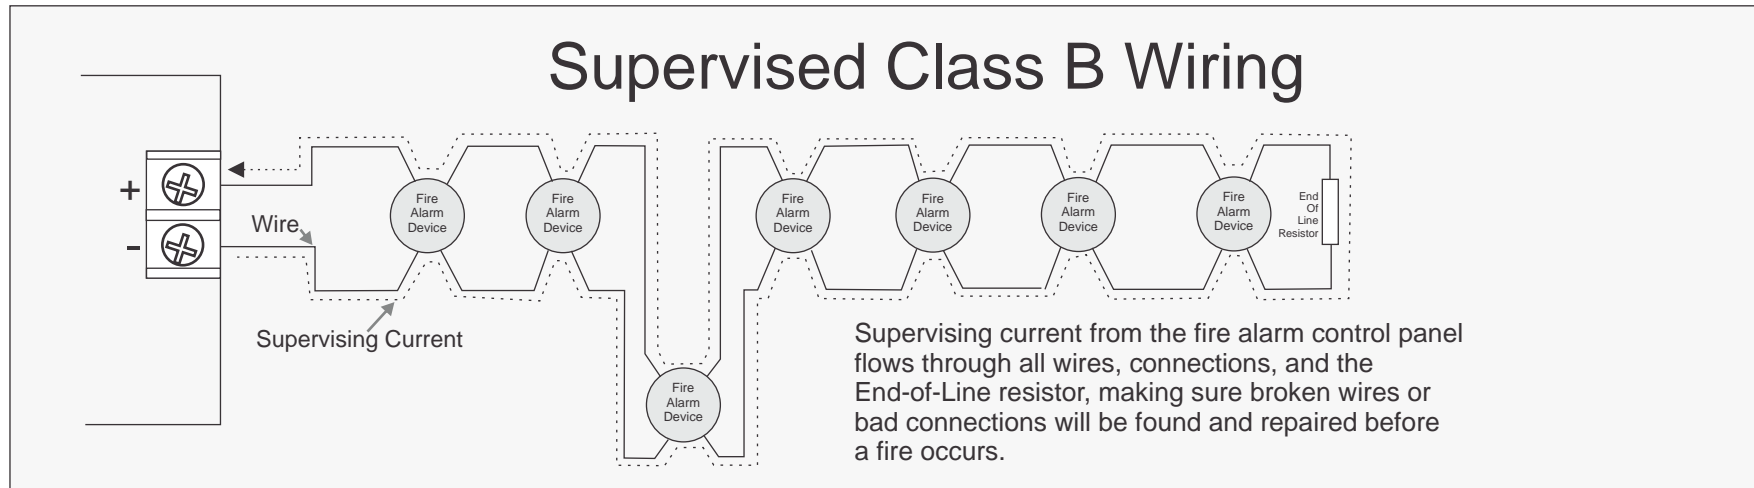 Supervised Class B Wiring
+
-
Wire
Supervising Current
Fire
Alarm
Device
Fire
Alarm
Device
Fire
Alarm
Device
Fire
Alarm
Device
Fire
Alarm
Device
Fire
Alarm
Device
Fire
Alarm
Device
Fire
Alarm
Device
End
Of
Line
Resistor
Supervising current from the fire alarm control panel
flows through all wires, connections, and the
End-of-Line resistor, making sure broken wires or
bad connections will be found and repaired before
a fire occurs.